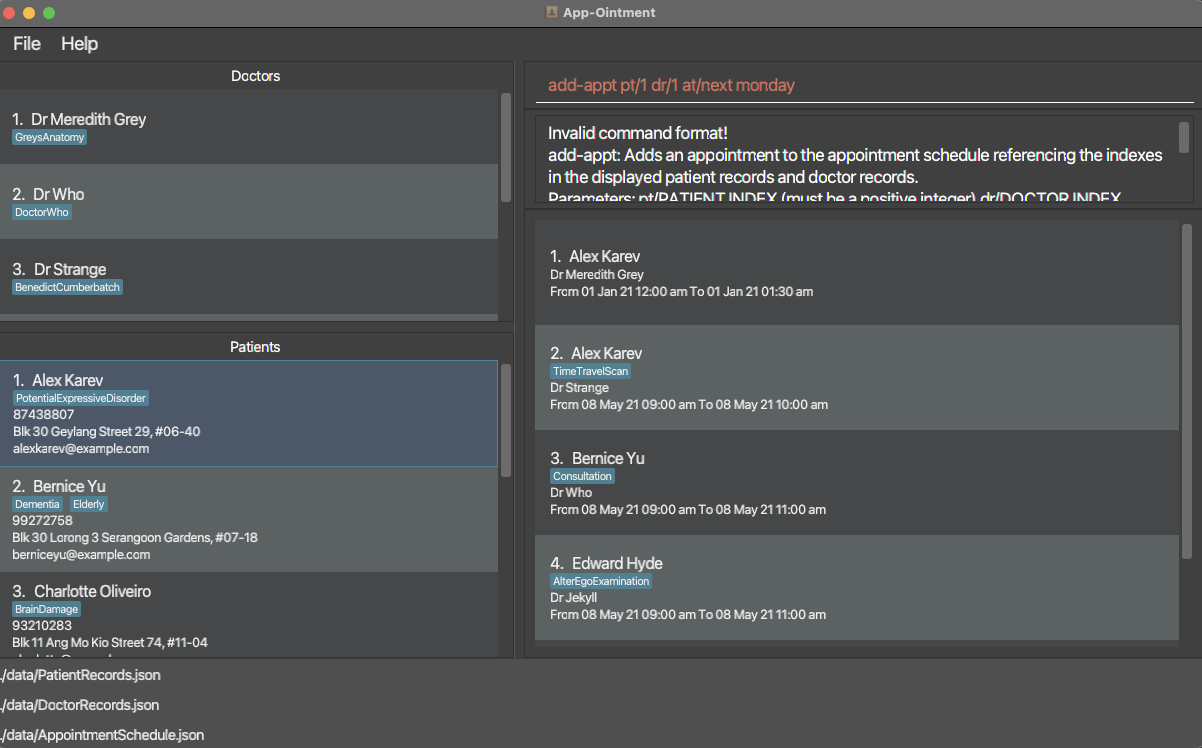 App-Ointment
File Help
Doctors
1. Dr Meredith Grey
GreysAnatomy
2. Dr Who
DoctorWho
3. Dr Strange
BenedictCumberbatch
Patients
1. Alex Karev
PotentialExpressiveDisorder
87438807
Blk 30 Geylang Street 29, #06-40
alexkarev@example.com
2. Bernice Yu
Dementia Elderly
99272758
Blk 30 Lorong 3 Serangoon Gardens, #07-18
berniceyu@example.com
3. Charlotte Oliveiro
BrainDamage
93210283
Blk 11 Ang Mo Kio Street 74, #11-04
add-appt pt/1 dr/1 at/next monday
Invalid command format!
add-appt: Adds an appointment to the appointment schedule referencing the indexes
in the displayed patient records and doctor records.
Parameters: pt/PATIENT INDEX (must be a positive integer) dr/DOCTOR INDEX
1. Alex Karev
Dr Meredith Grey
From 01 Jan 21 12:00 am To 01 Jan 21 01:30 am
2. Alex Karev
TimeTravelScan
Dr Strange
From 08 May 21 09:00 am To 08 May 21 10:00 am
3. Bernice Yu
Consultation
Dr Who
From 08 May 21 09:00 am To 08 May 21 11:00 am
4. Edward Hyde
AlterEgoExamination
Dr Jekyll
From 08 May 21 09:00 am To 08 May 21 11:00 am
./data/PatientRecords.json
./data/DoctorRecords.json
./data/AppointmentSchedule.json